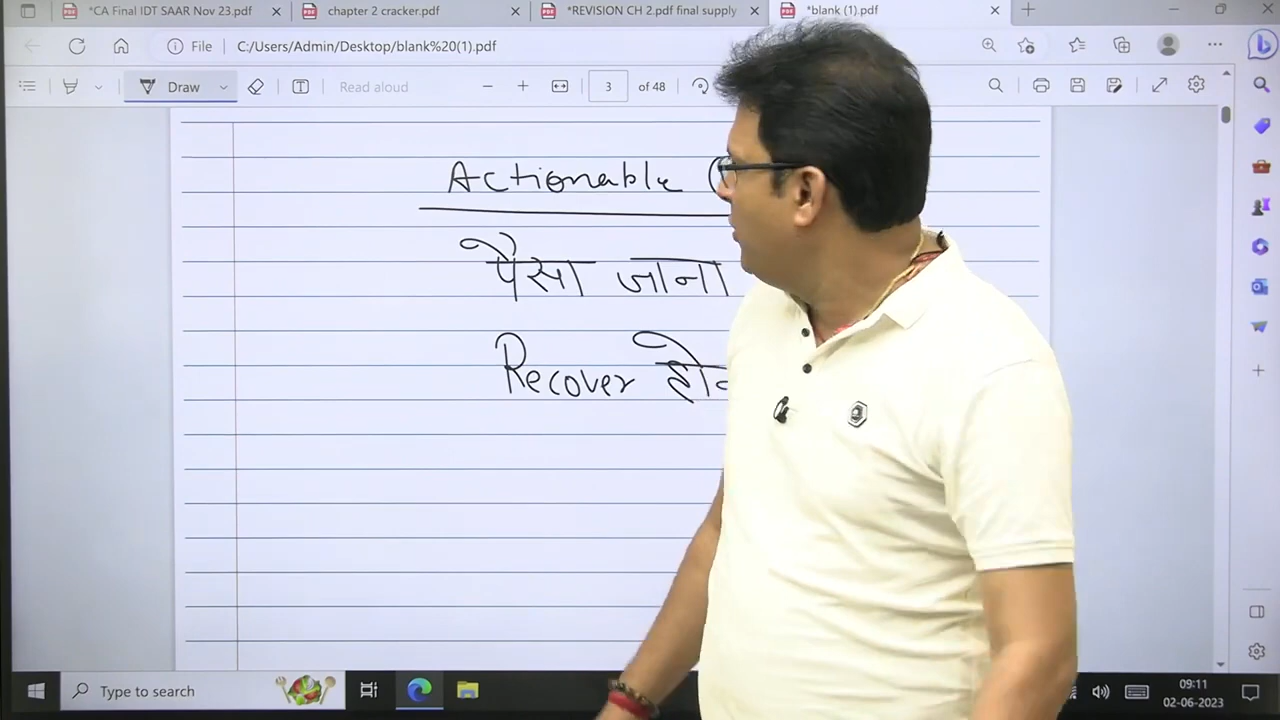 *CA Final IDT SAAR Nov 23.pdf
chapter 2 cracker.pdf
*REVISION CH 2.pdf final supply
*blank (1).pdf
File
C:/Users/Admin/Desktop/blank%20(1).pdf
Draw
Read aloud
3 of 48
Actionable (
पैसा जाना
Recover
Type to search
09:11
02-06-2023